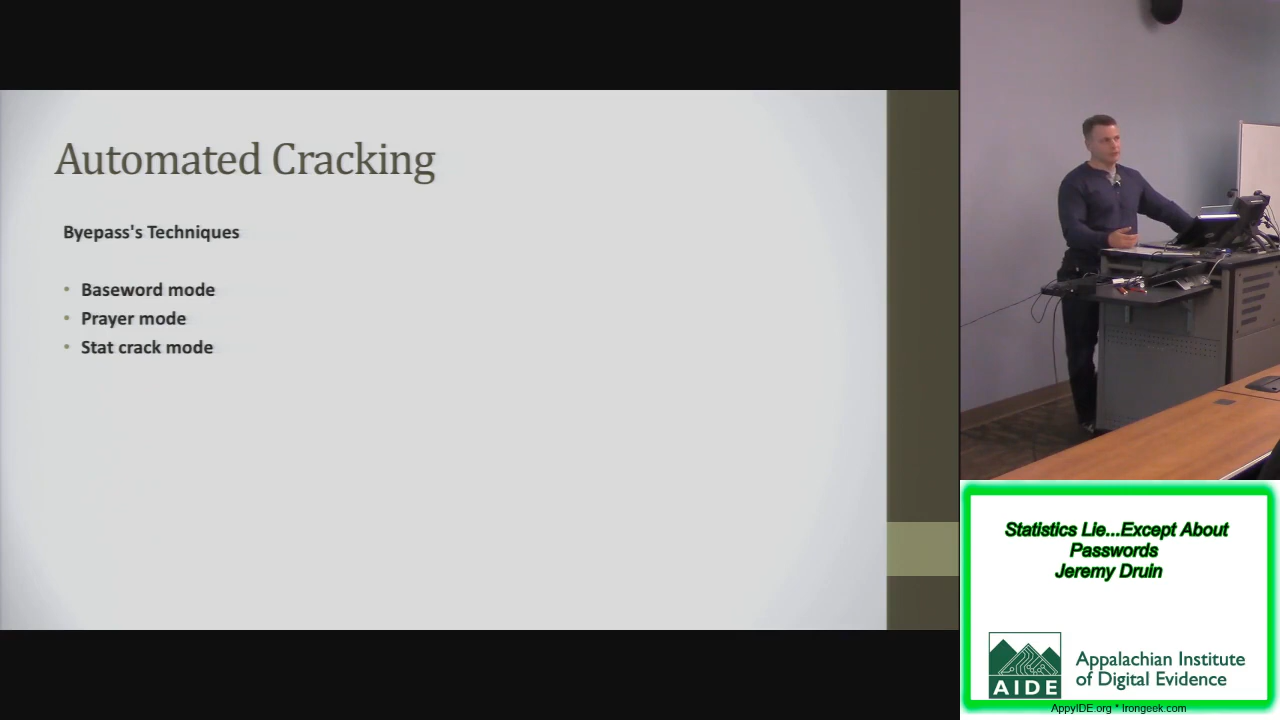 Automated Cracking
Byepass's Techniques
• Baseword mode
• Prayer mode
• Stat crack mode
Statistics Lie...Except About
Passwords
Jeremy Druin
AIDE
Appalachian Institute
of Digital Evidence
AppyIDE.org * Irongeek.com